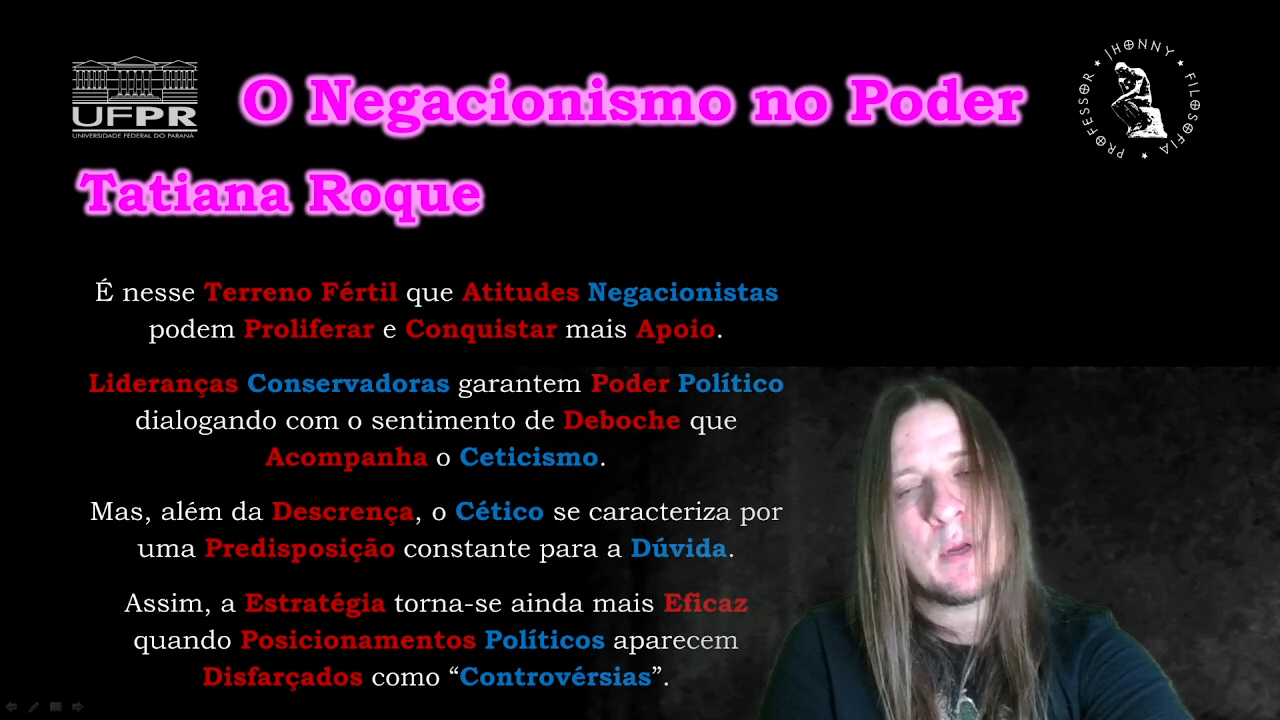 O Negacionismo no Poder
UFPR
UNIVERSIDADE FEDERAL DO PARANÁ
PROFESSOR ★ JHONNY ★ FILOSOFIA ★
Tatiana Roque
É nesse Terreno Fértil que Atitudes Negacionistas
podem Proliferar e Conquistar mais Apoio.
Lideranças Conservadoras garantem Poder Político
dialogando com o sentimento de Deboche que
Acompanha o Ceticismo.
Mas, além da Descrença, o Cético se caracteriza por
uma Predisposição constante para a Dúvida.
Assim, a Estratégia torna-se ainda mais Eficaz
quando Posicionamentos Políticos aparecem
Disfarçados como “Controvérsias”.